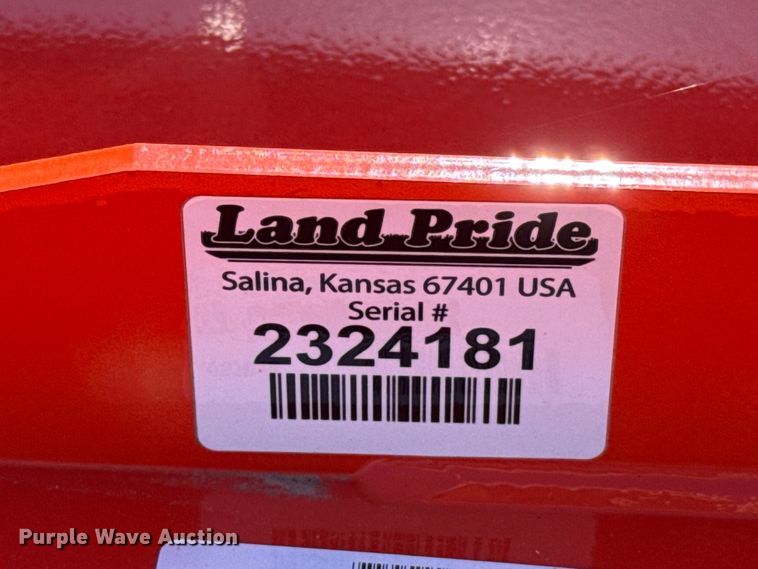 Land Pride
Salina, Kansas 67401 USA
Serial #
2324181
Purple Wave Auction